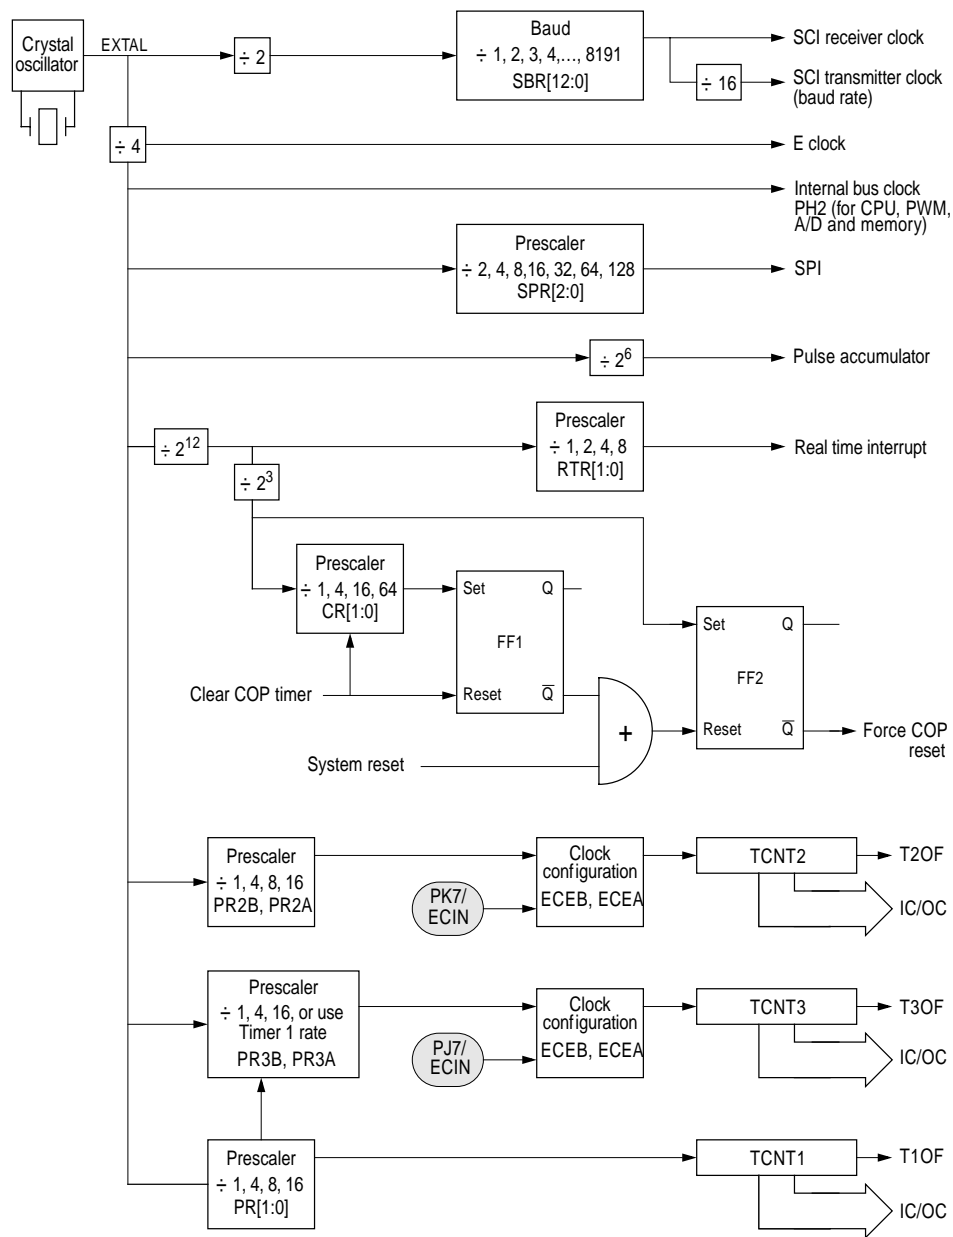 Crystal
oscillator
EXTAL
÷ 2
Baud
÷ 1, 2, 3, 4,..., 8191
SBR[12:0]
SCI receiver clock
÷ 16
SCI transmitter clock
(baud rate)
÷ 4
E clock
Internal bus clock
PH2 (for CPU, PWM,
A/D and memory)
Prescaler
÷ 2, 4, 8,16, 32, 64, 128
SPR[2:0]
SPI
÷ 2⁶
Pulse accumulator
÷ 2¹²
Prescaler
÷ 1, 2, 4, 8
RTR[1:0]
Real time interrupt
÷ 2³
Prescaler
÷ 1, 4, 16, 64
CR[1:0]
Set Q
FF1
Reset Q̅
Set Q
FF2
Reset Q̅
Clear COP timer
+
Force COP
reset
System reset
Prescaler
÷ 1, 4, 8, 16
PR2B, PR2A
PK7/
ECIN
Clock
configuration
ECEB, ECEA
TCNT2
T2OF
IC/OC
Prescaler
÷ 1, 4, 16, or use
Timer 1 rate
PR3B, PR3A
PJ7/
ECIN
Clock
configuration
ECEB, ECEA
TCNT3
T3OF
IC/OC
Prescaler
÷ 1, 4, 8, 16
PR[1:0]
TCNT1
T1OF
IC/OC